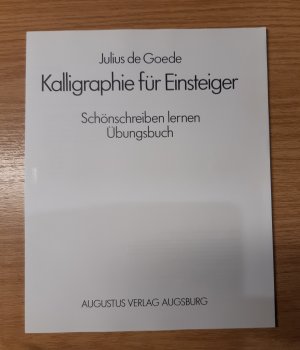 Julius de Goede
Kalligraphie für Einsteiger
Schönschreiben lernen
Übungsbuch
AUGUSTUS VERLAG AUGSBURG